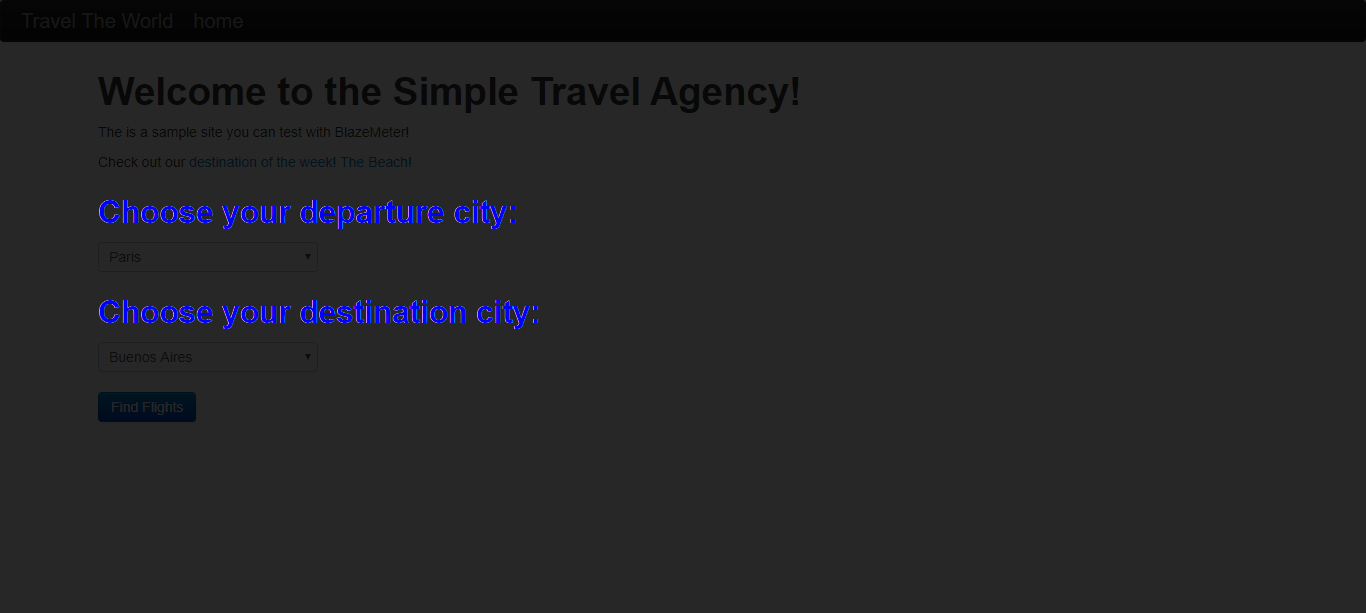 Travel The World home
Welcome to the Simple Travel Agency!
The is a sample site you can test with BlazeMeter!
Check out our destination of the week! The Beach!
Choose your departure city:
Paris
Choose your destination city:
Buenos Aires
Find Flights